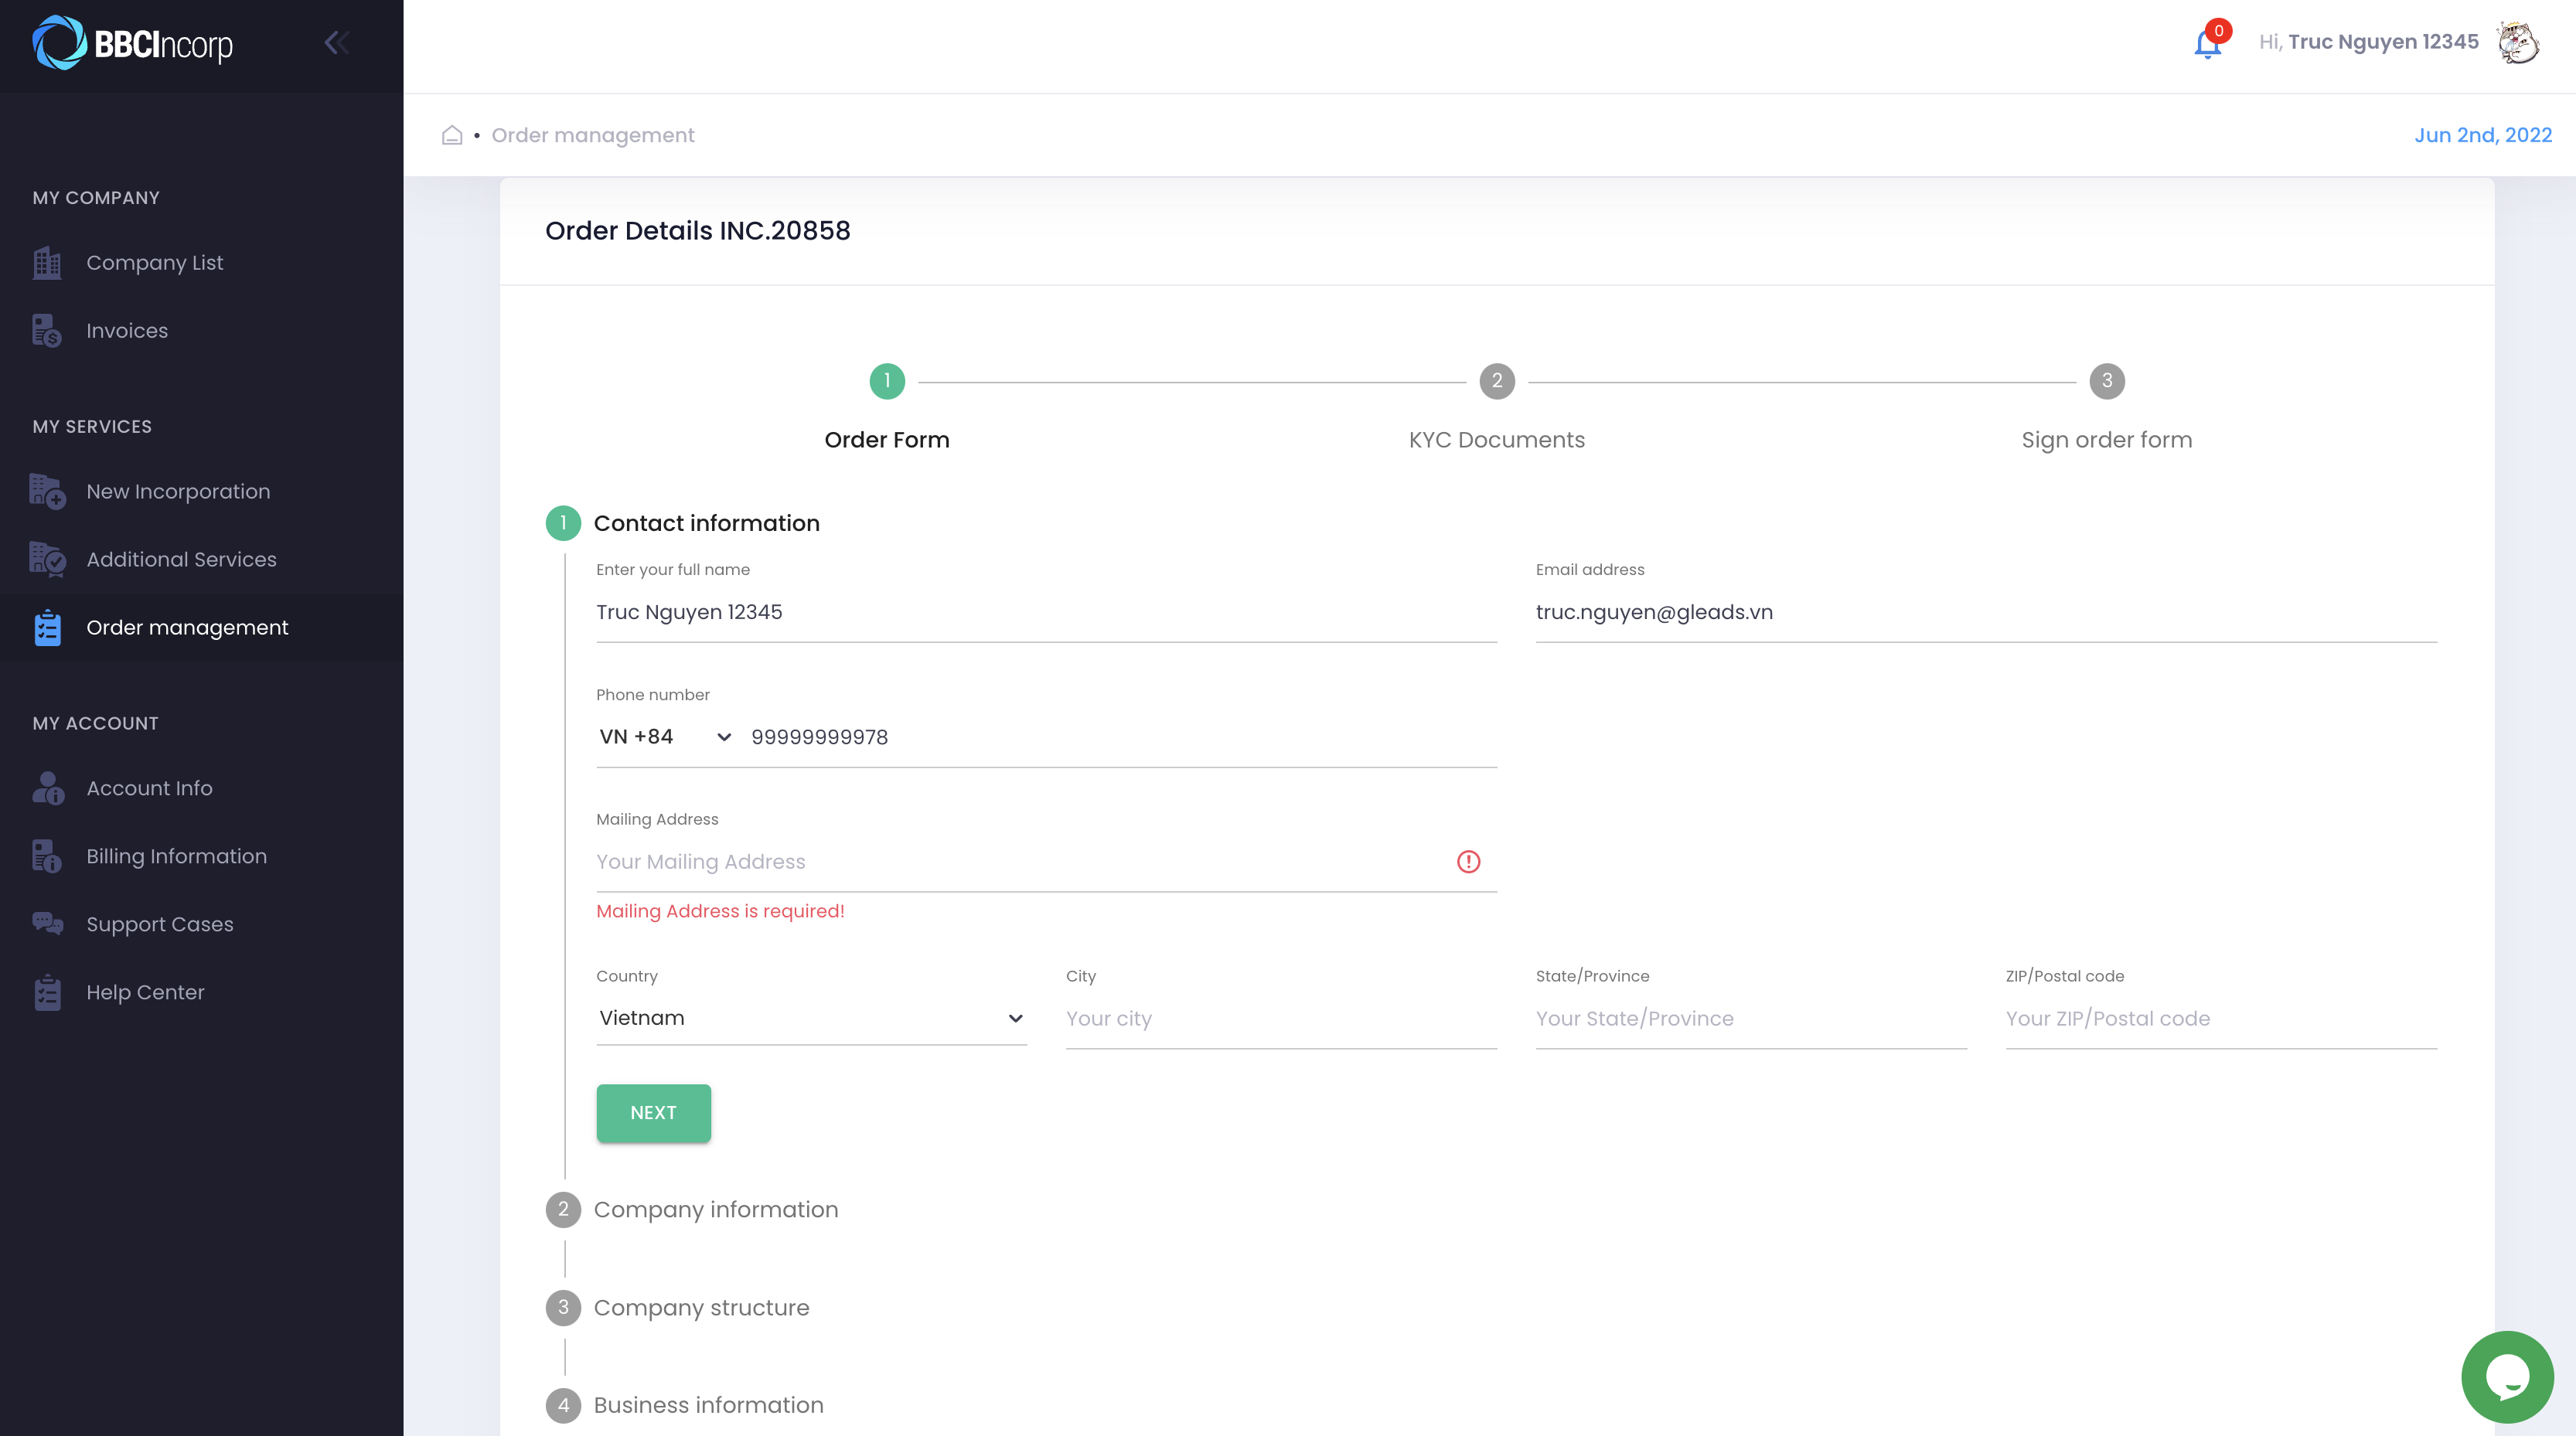 BBCIncorp
0
Hi, Truc Nguyen 12345
Order management
Jun 2nd, 2022
MY COMPANY
Company List
Invoices
MY SERVICES
New Incorporation
Additional Services
Order management
MY ACCOUNT
Account Info
Billing Information
Support Cases
Help Center
Order Details INC.20858
1
2
3
Order Form
KYC Documents
Sign order form
1 Contact information
Enter your full name
Email address
Truc Nguyen 12345
truc.nguyen@gleads.vn
Phone number
VN +84
99999999978
Mailing Address
Your Mailing Address
Mailing Address is required!
Country
City
State/Province
ZIP/Postal code
Vietnam
Your city
Your State/Province
Your ZIP/Postal code
NEXT
2 Company information
3 Company structure
4 Business information